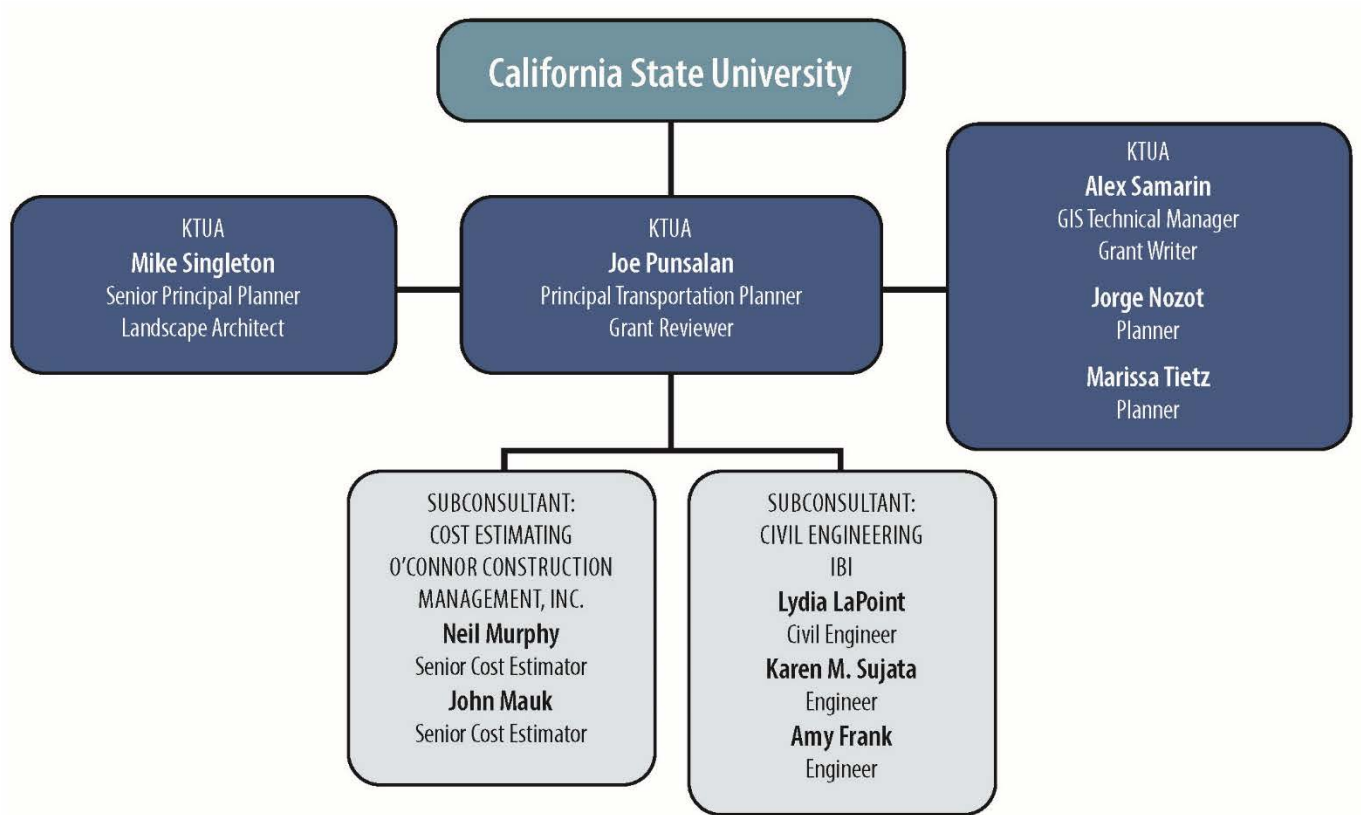 California State University
KTUA
Mike Singleton
Senior Principal Planner
Landscape Architect
KTUA
Joe Punsalan
Principal Transportation Planner
Grant Reviewer
KTUA
Alex Samarin
GIS Technical Manager
Grant Writer
Jorge Nozot
Planner
Marissa Tietz
Planner
SUBCONSULTANT:
COST ESTIMATING
O'CONNOR CONSTRUCTION
MANAGEMENT, INC.
Neil Murphy
Senior Cost Estimator
John Mauk
Senior Cost Estimator
SUBCONSULTANT:
CIVIL ENGINEERING
IBI
Lydia LaPoint
Civil Engineer
Karen M. Sujata
Engineer
Amy Frank
Engineer